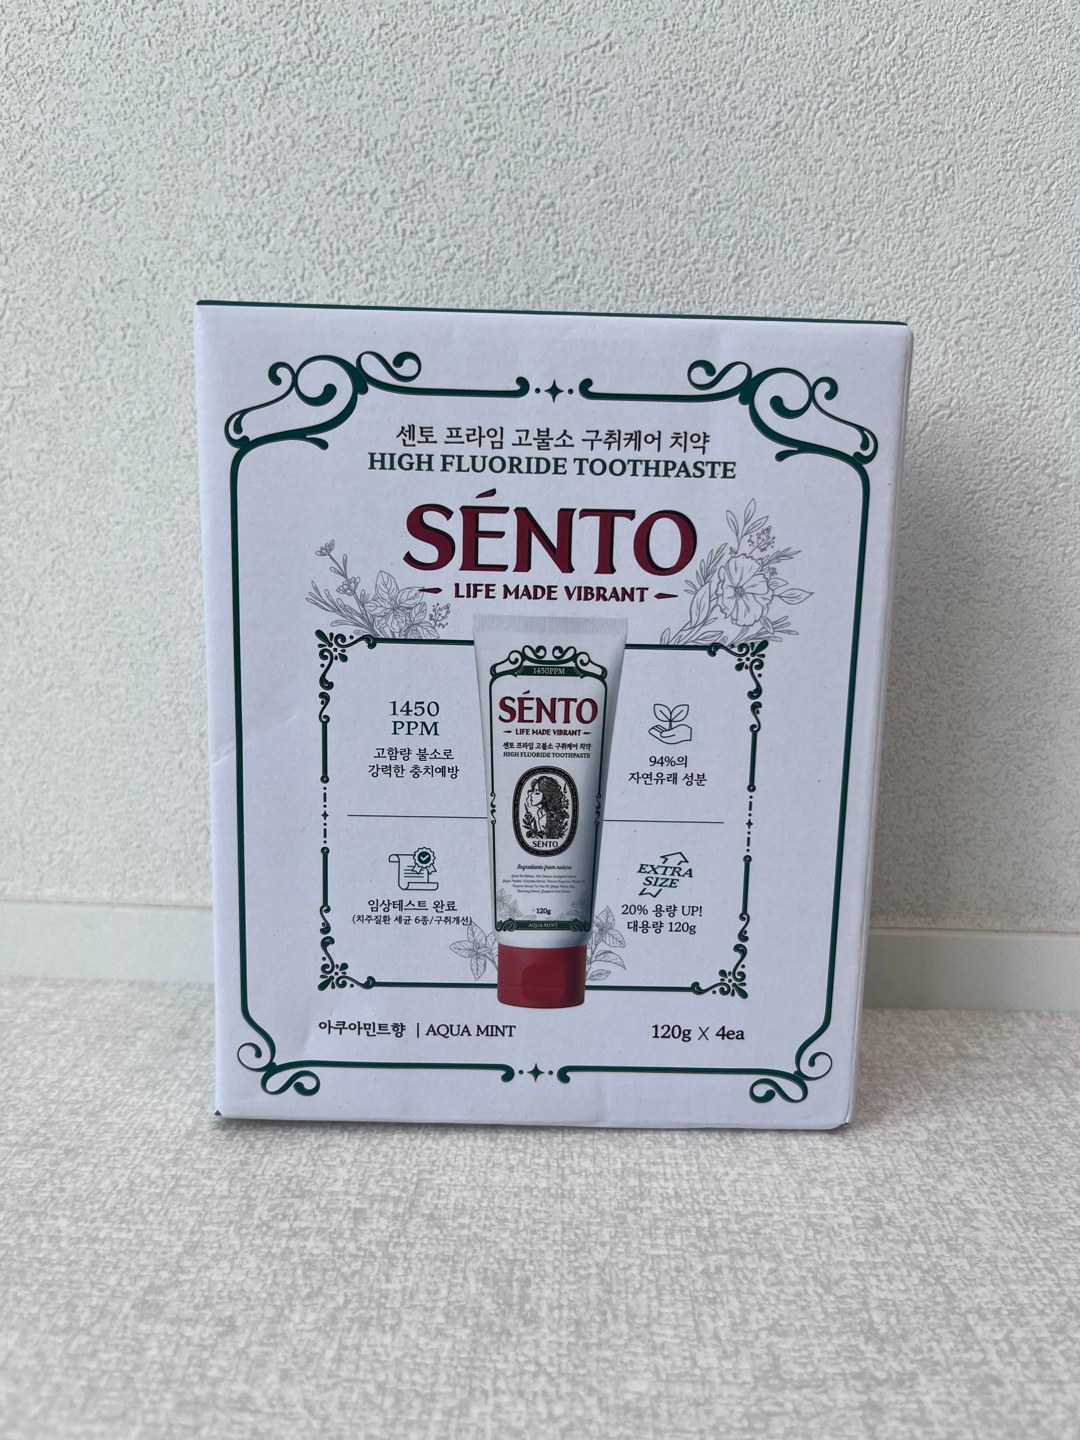 센토 프라임 고불소 구취케어 치약
HIGH FLUORIDE TOOTHPASTE
SÉNTO
LIFE MADE VIBRANT
1450
PPM
고함량 불소로
강력한 충치예방
94%의
자연유래 성분
임상테스트 완료
(치주질환 세균 6종/구취개선)
EXTRA
SIZE
20% 용량 UP!
대용량 120g
1450PPM
SÉNTO
LIFE MADE VIBRANT
센토 프라임 고불소 구취케어 치약
HIGH FLUORIDE TOOTHPASTE
SÉNTO
Ingredients from nature
120g
AQUA MINT
아쿠아민트향 | AQUA MINT
120g X 4ea